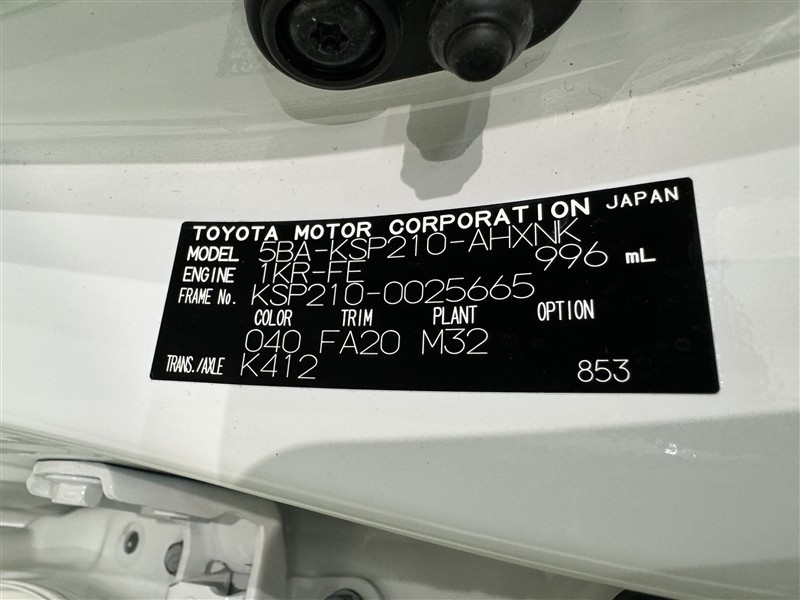 TOYOTA MOTOR CORPORATION JAPAN
MODEL 5BA-KSP210-AHXNK
ENGINE 1KR-FE 996 mL
FRAME No. KSP210-0025665
COLOR TRIM PLANT OPTION
040 FA20 M32
TRANS./AXLE K412 853